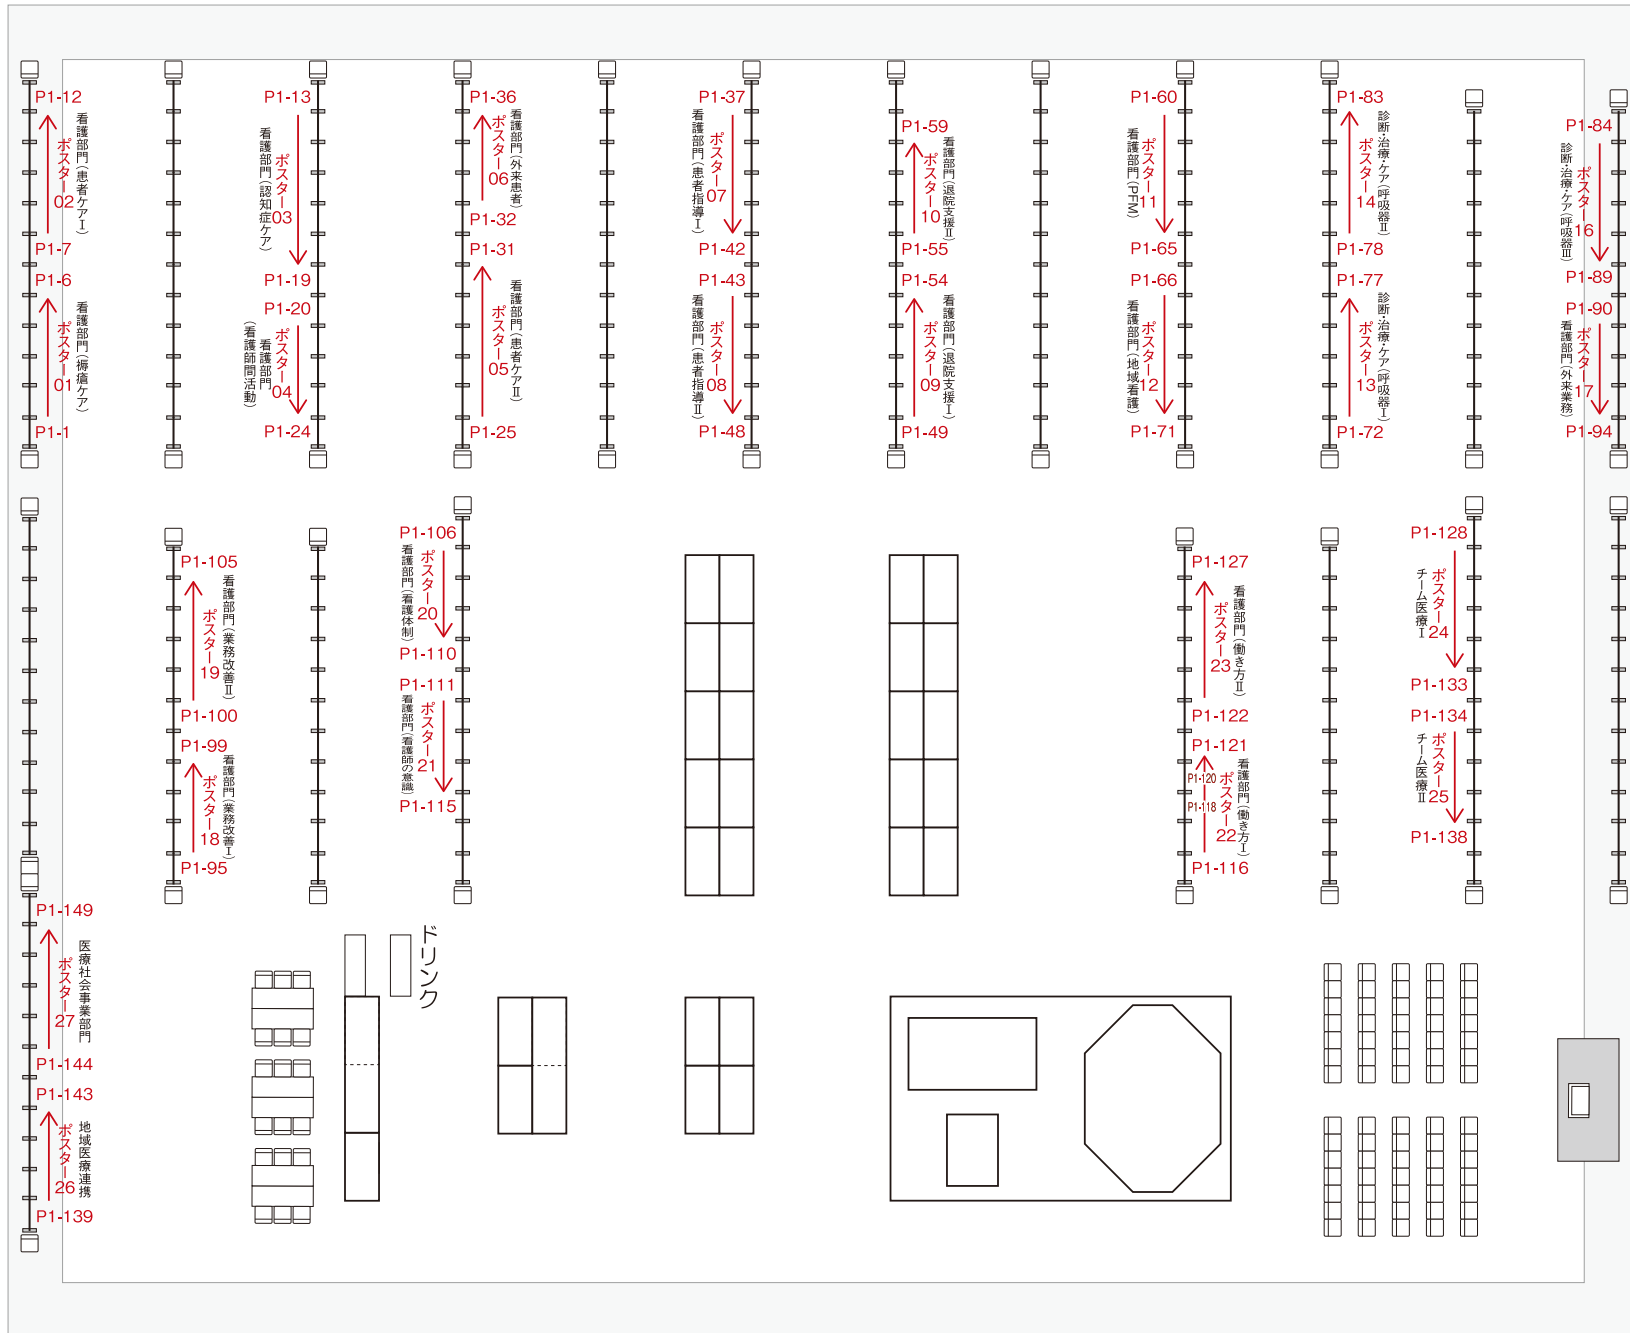 P1-12
看護部門(患者ケアⅠ)
ポスター02
P1-7
P1-6
看護部門(褥瘡ケア)
ポスター01
P1-1
P1-13
ポスター03
看護部門(認知症ケア)
P1-19
P1-20
ポスター04
看護部門
(看護師間活動)
P1-24
P1-36
看護部門(外来患者)
ポスター06
P1-32
P1-31
看護部門(患者ケアⅡ)
ポスター05
P1-25
P1-37
ポスター07
看護部門(患者指導Ⅰ)
P1-42
P1-43
ポスター08
看護部門(患者指導Ⅱ)
P1-48
P1-59
看護部門(退院支援Ⅱ)
ポスター10
P1-55
P1-54
看護部門(退院支援Ⅰ)
ポスター09
P1-49
P1-60
ポスター11
看護部門(PFM)
P1-65
P1-66
ポスター12
看護部門(地域看護)
P1-71
P1-83
診断・治療・ケア(呼吸器Ⅱ)
ポスター14
P1-78
P1-77
診断・治療・ケア(呼吸器Ⅰ)
ポスター13
P1-72
P1-84
ポスター16
診断・治療・ケア(呼吸器Ⅲ)
P1-89
P1-90
ポスター17
看護部門(外来業務)
P1-94
P1-105
看護部門(業務改善Ⅱ)
ポスター19
P1-100
P1-99
看護部門(業務改善Ⅰ)
ポスター18
P1-95
P1-106
ポスター20
看護部門(看護体制)
P1-110
P1-111
ポスター21
看護部門(看護師の意識)
P1-115
P1-127
看護部門(働き方Ⅱ)
ポスター23
P1-122
P1-121
看護部門(働き方Ⅰ)
ポスター22
P1-120
P1-118
P1-116
P1-128
ポスター24
チーム医療Ⅰ
P1-133
P1-134
ポスター25
チーム医療Ⅱ
P1-138
P1-149
医療社会事業部門
ポスター27
P1-144
P1-143
地域医療連携
ポスター26
P1-139
ドリンク